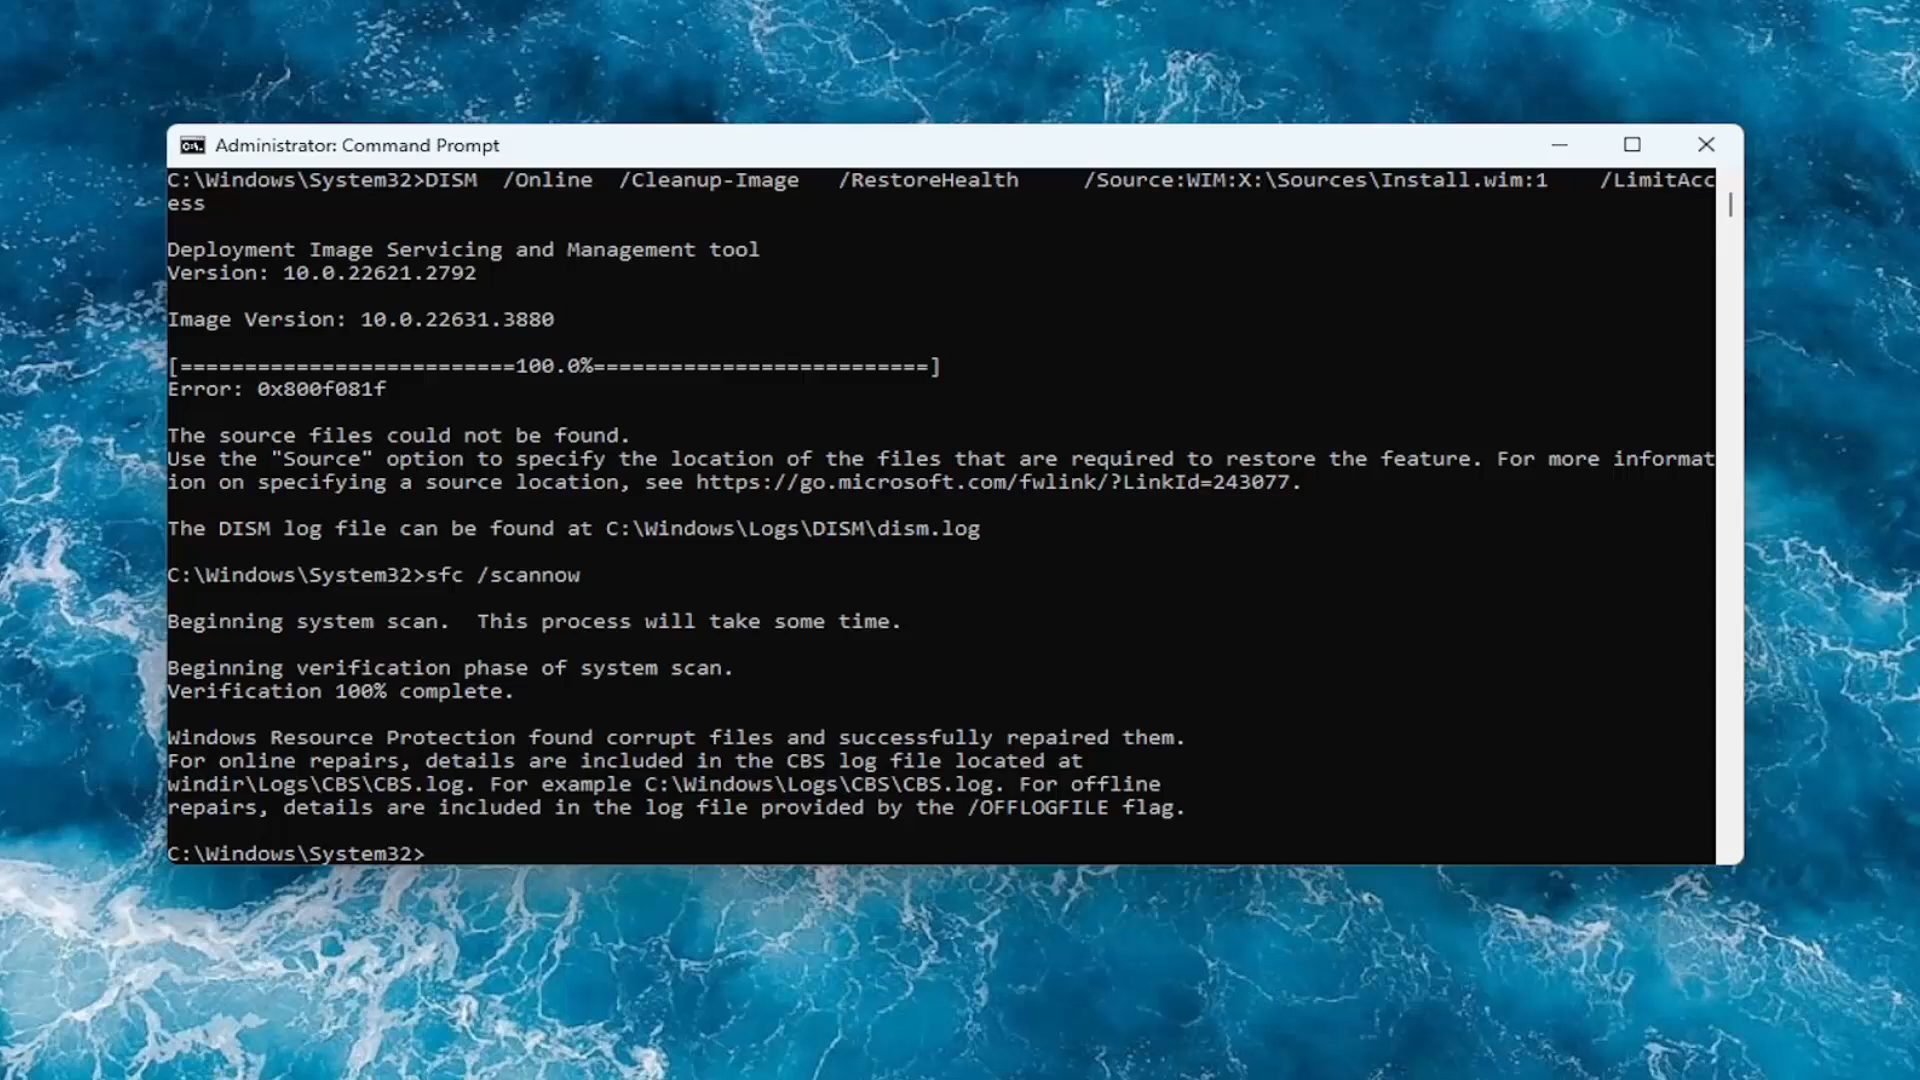 Administrator: Command Prompt
C:\Windows\System32>DISM  /Online  /Cleanup-Image   /RestoreHealth     /Source:WIM:X:\Sources\Install.wim:1    /LimitAcc
ess
Deployment Image Servicing and Management tool
Version: 10.0.22621.2792
Image Version: 10.0.22631.3880
[==========================100.0%==========================]
Error: 0x800f081f
The source files could not be found.
Use the "Source" option to specify the location of the files that are required to restore the feature. For more informat
ion on specifying a source location, see https://go.microsoft.com/fwlink/?LinkId=243077.
The DISM log file can be found at C:\Windows\Logs\DISM\dism.log
C:\Windows\System32>sfc /scannow
Beginning system scan.  This process will take some time.
Beginning verification phase of system scan.
Verification 100% complete.
Windows Resource Protection found corrupt files and successfully repaired them.
For online repairs, details are included in the CBS log file located at
windir\Logs\CBS\CBS.log. For example C:\Windows\Logs\CBS\CBS.log. For offline
repairs, details are included in the log file provided by the /OFFLOGFILE flag.
C:\Windows\System32>